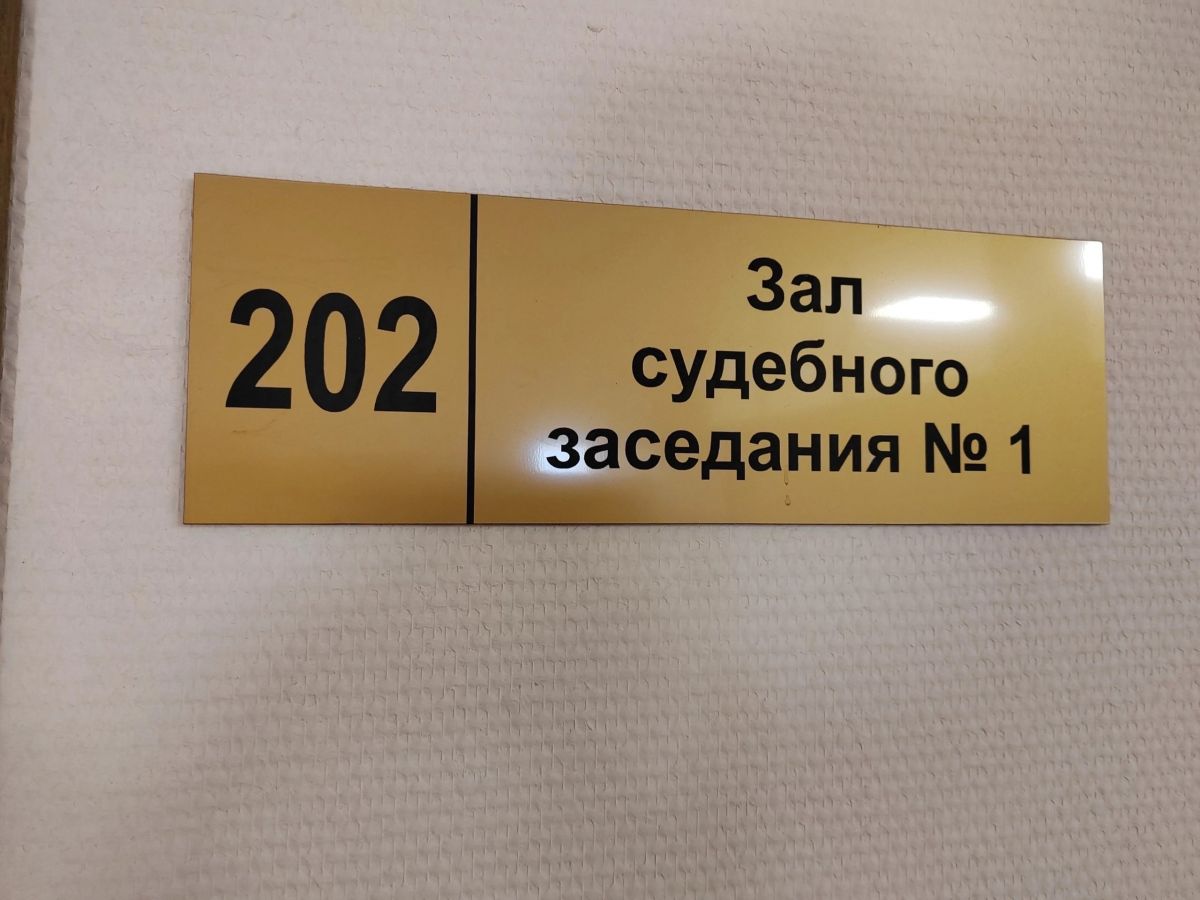 202
Зал
судебного
заседания № 1